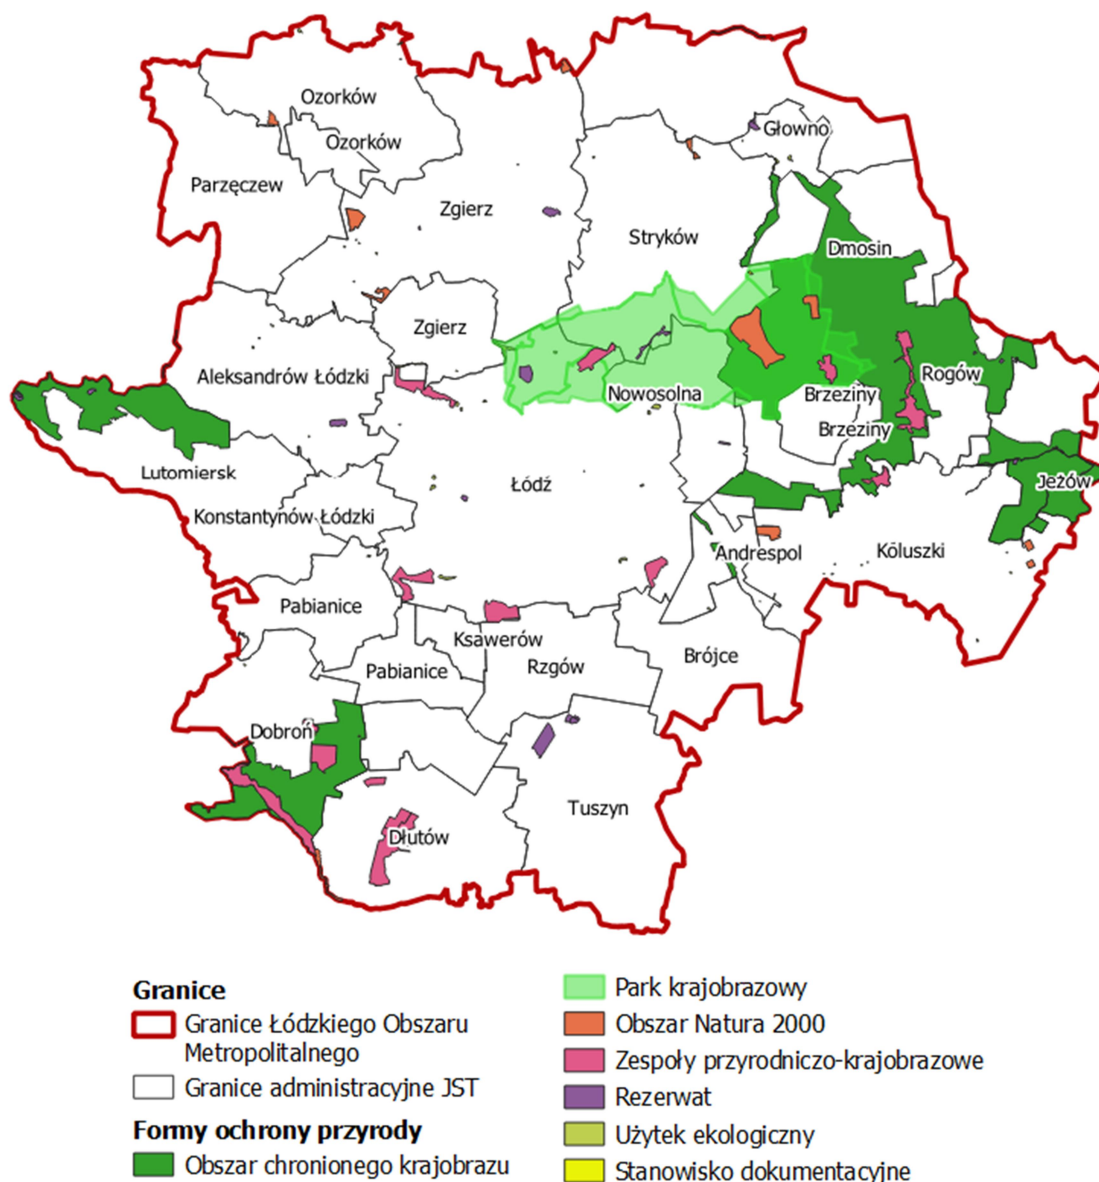 Ozorków
Ozorków
Głowno
Parzęczew
Zgierz
Stryków
Dmosin
Zgierz
Aleksandrów Łódzki
Rogów
Nowosolna
Brzeziny
Brzeziny
Lutomiersk
Łódź
Jeżów
Konstantynów Łódzki
Andrespol
Kóluszki
Pabianice
Ksawerów
Brójce
Pabianice
Rzgów
Dobroń
Tuszyn
Dłutów
Granice
Granice Łódzkiego Obszaru
Metropolitalnego
Granice administracyjne JST
Formy ochrony przyrody
Obszar chronionego krajobrazu
Park krajobrazowy
Obszar Natura 2000
Zespoły przyrodniczo-krajobrazowe
Rezerwat
Użytek ekologiczny
Stanowisko dokumentacyjne